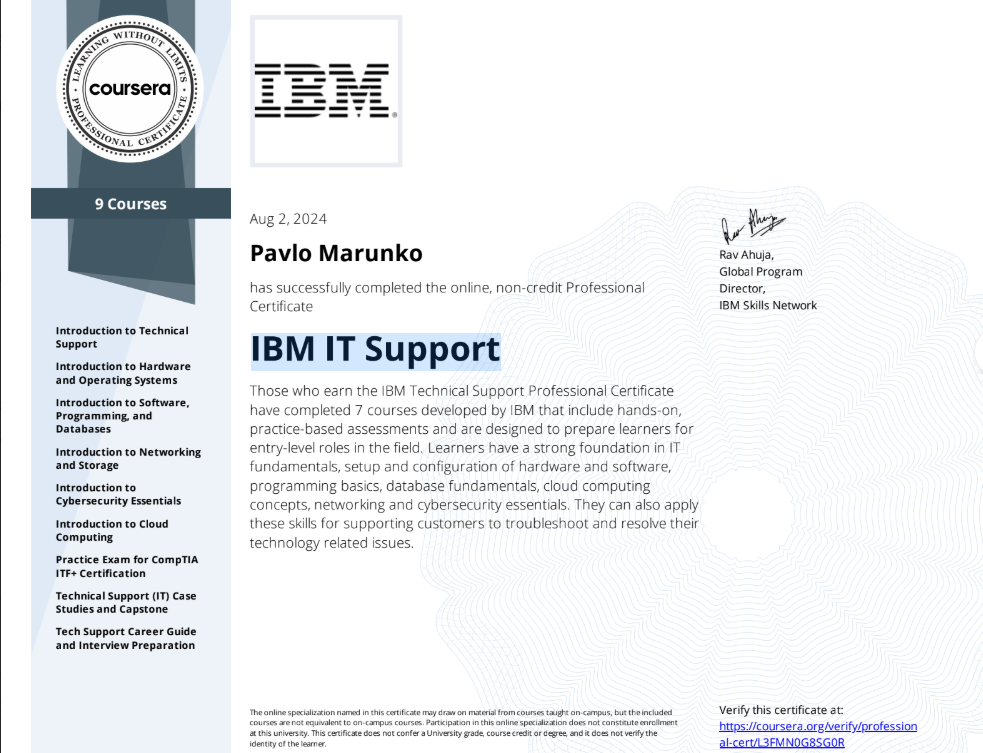 LEARNING WITHOUT LIMITS
coursera
PROFESSIONAL CERTIFICATE
9 Courses
Introduction to Technical
Support
Introduction to Hardware
and Operating Systems
Introduction to Software,
Programming, and
Databases
Introduction to Networking
and Storage
Introduction to
Cybersecurity Essentials
Introduction to Cloud
Computing
Practice Exam for CompTIA
ITF+ Certification
Technical Support (IT) Case
Studies and Capstone
Tech Support Career Guide
and Interview Preparation
IBM®
Aug 2, 2024
Pavlo Marunko
has successfully completed the online, non-credit Professional
Certificate
IBM IT Support
Those who earn the IBM Technical Support Professional Certificate
have completed 7 courses developed by IBM that include hands-on,
practice-based assessments and are designed to prepare learners for
entry-level roles in the field. Learners have a strong foundation in IT
fundamentals, setup and configuration of hardware and software,
programming basics, database fundamentals, cloud computing
concepts, networking and cybersecurity essentials. They can also apply
these skills for supporting customers to troubleshoot and resolve their
technology related issues.
Rav Ahuja
Rav Ahuja,
Global Program
Director,
IBM Skills Network
The online specialization named in this certificate may draw on material from courses taught on-campus, but the included
courses are not equivalent to on-campus courses. Participation in this online specialization does not constitute enrollment
at this university. This certificate does not confer a University grade, course credit or degree, and it does not verify the
identity of the learner.
Verify this certificate at:
https://coursera.org/verify/profession
al-cert/L3FMN0G8SG0R